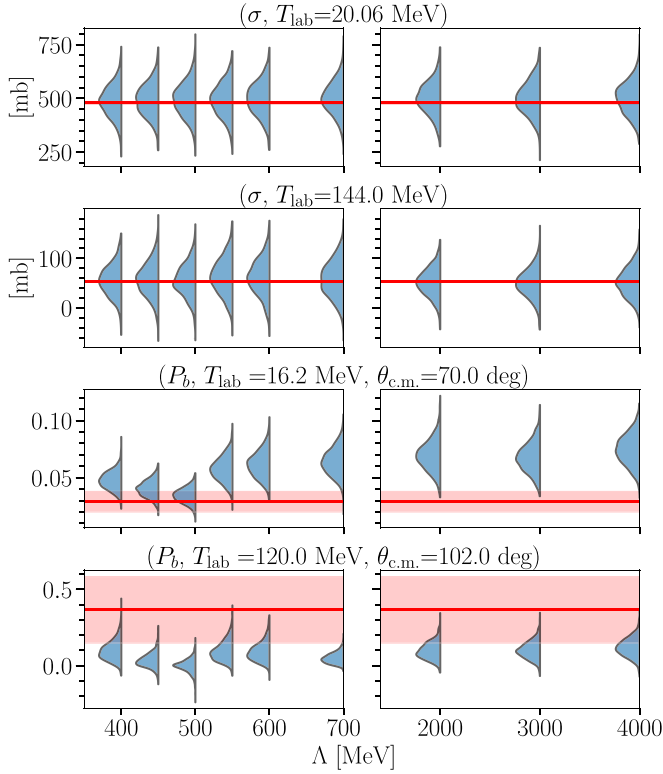 (σ, T_lab=20.06 MeV)
750
500
250
[mb]
(σ, T_lab=144.0 MeV)
100
0
[mb]
(P_b, T_lab =16.2 MeV, θ_c.m.=70.0 deg)
0.10
0.05
(P_b, T_lab =120.0 MeV, θ_c.m.=102.0 deg)
0.5
0.0
400 500 600 700 2000 3000 4000
Λ [MeV]